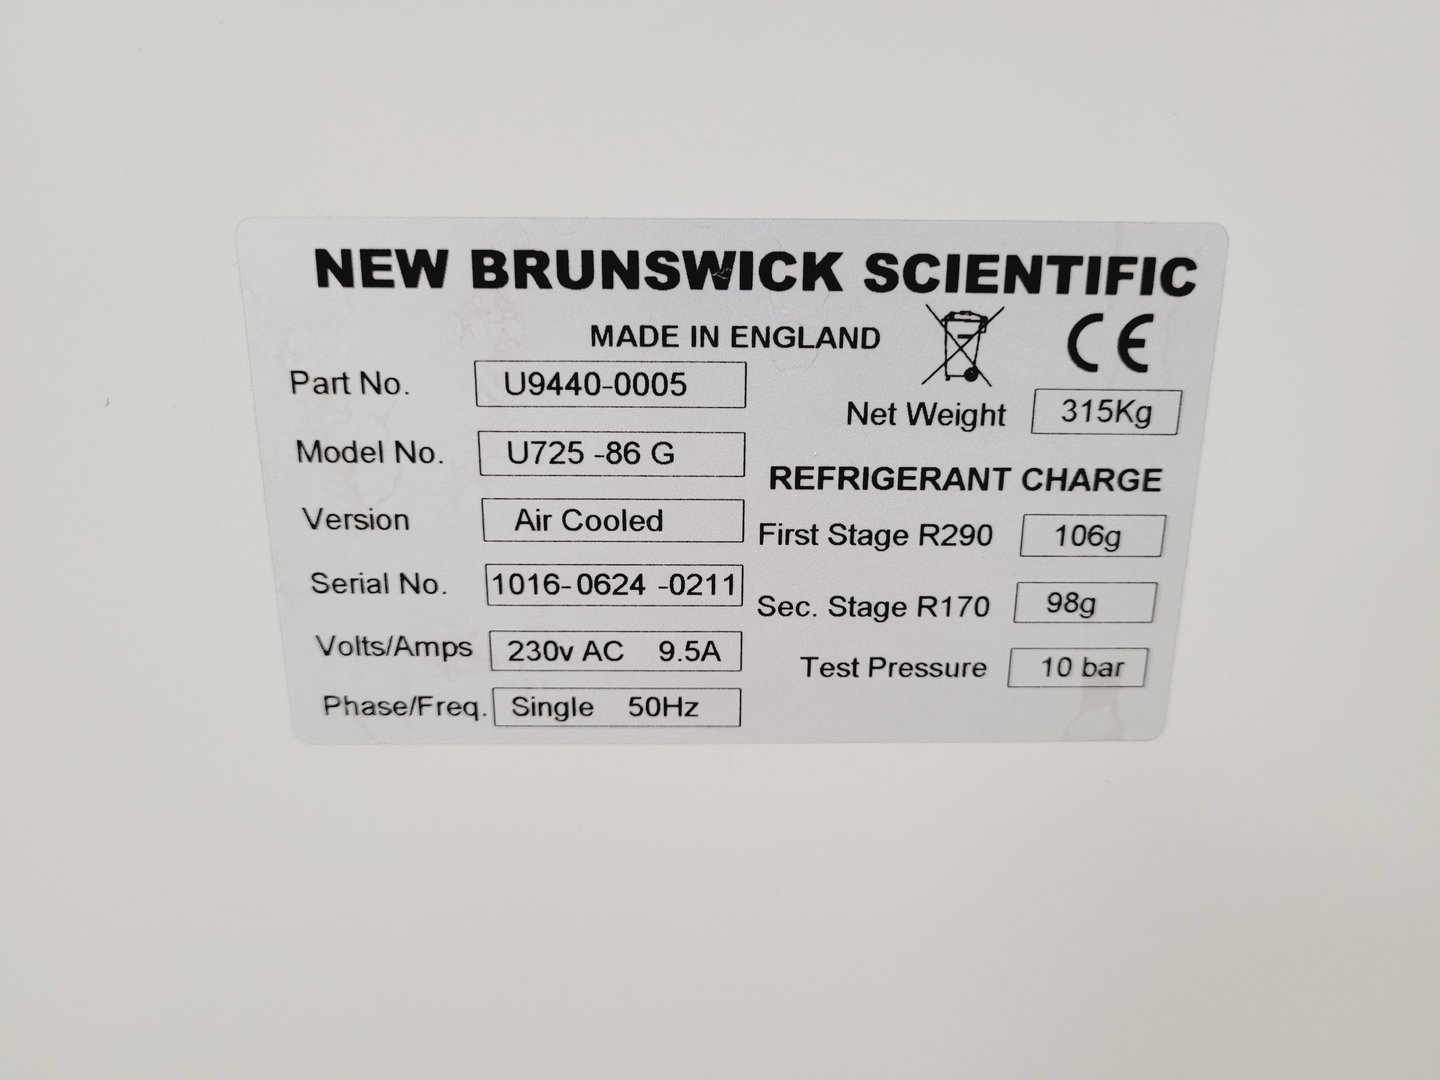 NEW BRUNSWICK SCIENTIFIC
MADE IN ENGLAND
CE
Part No. U9440-0005
Net Weight 315Kg
Model No. U725 -86 G
REFRIGERANT CHARGE
Version Air Cooled
First Stage R290 106g
Serial No. 1016-0624 -0211
Sec. Stage R170 98g
Volts/Amps 230v AC 9.5A
Test Pressure 10 bar
Phase/Freq. Single 50Hz